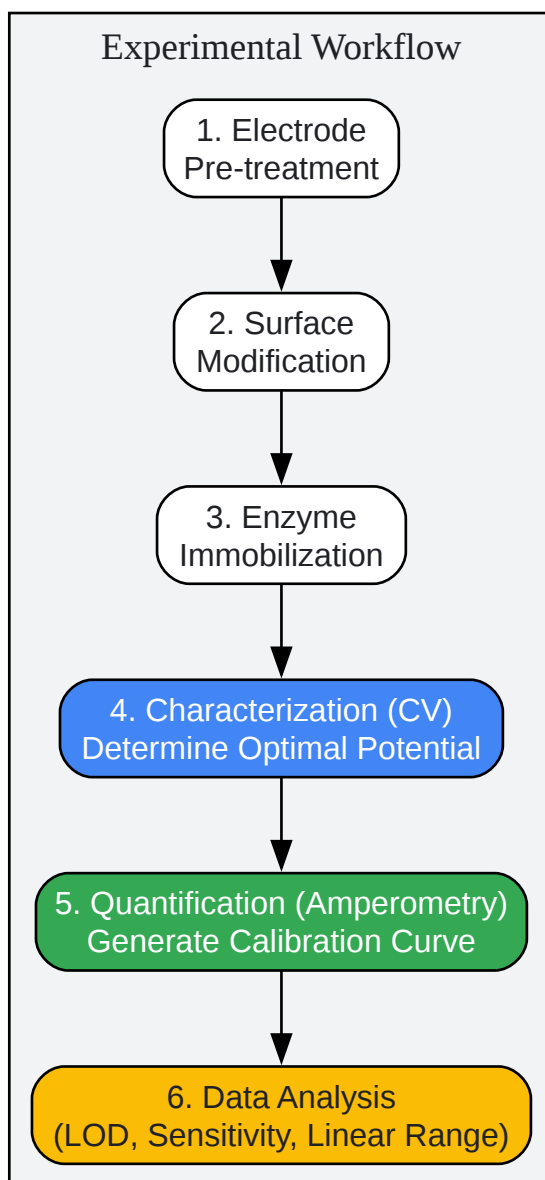 Experimental Workflow
1. Electrode
Pre-treatment
2. Surface
Modification
3. Enzyme
Immobilization
4. Characterization (CV)
Determine Optimal Potential
5. Quantification (Amperometry)
Generate Calibration Curve
6. Data Analysis
(LOD, Sensitivity, Linear Range)